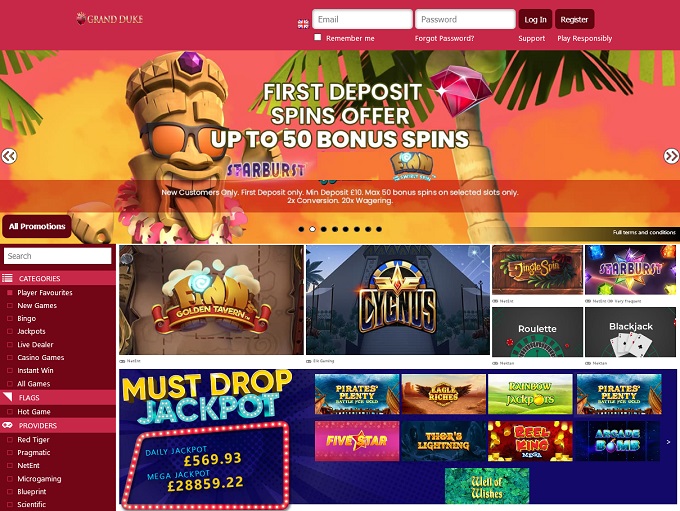 GRAND DUKE
Email
Password
Log In
Register
Remember me
Forgot Password?
Support
Play Responsibly
FIRST DEPOSIT
SPINS OFFER
UP TO 50 BONUS SPINS
STARBURST
New Customers Only. First Deposit only. Min Deposit £10. Max 50 bonus spins on selected slots only.
2x Conversion. 20x Wagering.
All Promotions
Full terms and conditions
Search
CATEGORIES
Player Favourites
New Games
Bingo
Jackpots
Live Dealer
Casino Games
Instant Win
All Games
FLAGS
Hot Game
PROVIDERS
Red Tiger
Pragmatic
NetEnt
Microgaming
Blueprint
Scientific
FINN
GOLDEN TAVERN
NetEnt
CYGNUS
Elk Gaming
Jingle Spin
NetEnt
STARBURST
NetEnt
Very Frequent
Roulette
NetEnt
Blackjack
NetEnt
MUST DROP
JACKPOT
DAILY JACKPOT
£569.93
MEGA JACKPOT
£28859.22
PIRATES'
PLENTY
BATTLE FOR GOLD
EAGLE
RICHES
RAINBOW
JACKPOTS
PIRATES'
PLENTY
BATTLE FOR GOLD
FIVE STAR
THOR'S
LIGHTNING
REEL
KING
MEGA
ARCADE
BOMB
>
Well of
Wishes